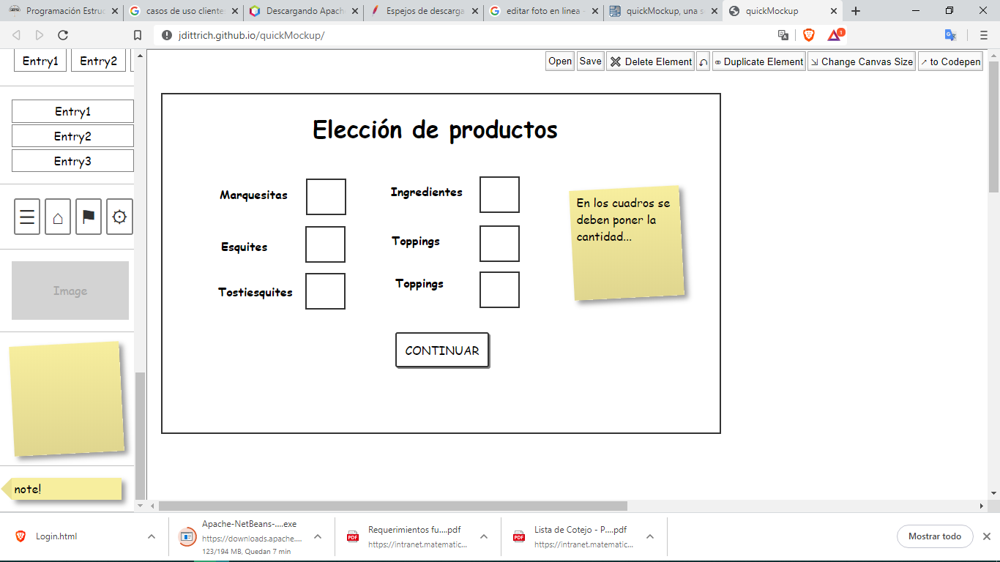 Programación Estruc
casos de uso cliente
Descargando Apach
Espejos de descarga
editar foto en linea -
quickMockup, una s
quickMockup
jdittrich.github.io/quickMockup/
1
Entry1 Entry2
Open Save Delete Element Duplicate Element Change Canvas Size to Codepen
Entry1
Entry2
Entry3
Image
note!
Elección de productos
Marquesitas
Ingredientes
Esquites
Toppings
Tostiesquites
Toppings
En los cuadros se
deben poner la
cantidad...
CONTINUAR
Login.html
Apache-NetBeans-....exe
https://downloads.apache....
123/194 MB, Quedan 7 min
Requerimientos fu....pdf
https://intranet.matematic...
Lista de Cotejo - P....pdf
https://intranet.matematic...
Mostrar todo